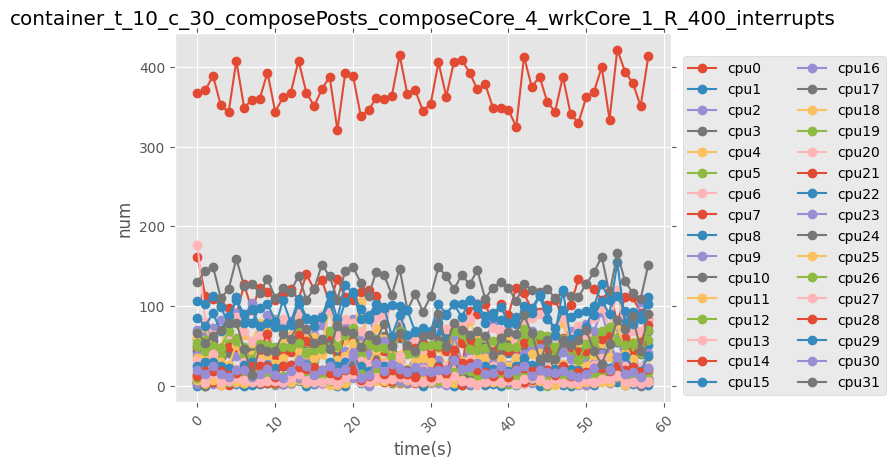 container_t_10_c_30_composePosts_composeCore_4_wrkCore_1_R_400_interrupts
400
300
200
100
0
num
0
10
20
30
40
50
60
time(s)
cpu0
cpu1
cpu2
cpu3
cpu4
cpu5
cpu6
cpu7
cpu8
cpu9
cpu10
cpu11
cpu12
cpu13
cpu14
cpu15
cpu16
cpu17
cpu18
cpu19
cpu20
cpu21
cpu22
cpu23
cpu24
cpu25
cpu26
cpu27
cpu28
cpu29
cpu30
cpu31